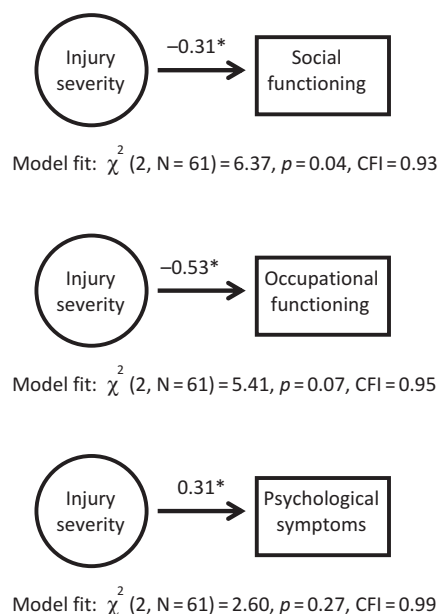 −0.31*
Injury
severity
Social
functioning
Model fit: χ² (2, N = 61) = 6.37, p = 0.04, CFI = 0.93
−0.53*
Injury
severity
Occupational
functioning
Model fit: χ² (2, N = 61) = 5.41, p = 0.07, CFI = 0.95
0.31*
Injury
severity
Psychological
symptoms
Model fit: χ² (2, N = 61) = 2.60, p = 0.27, CFI = 0.99